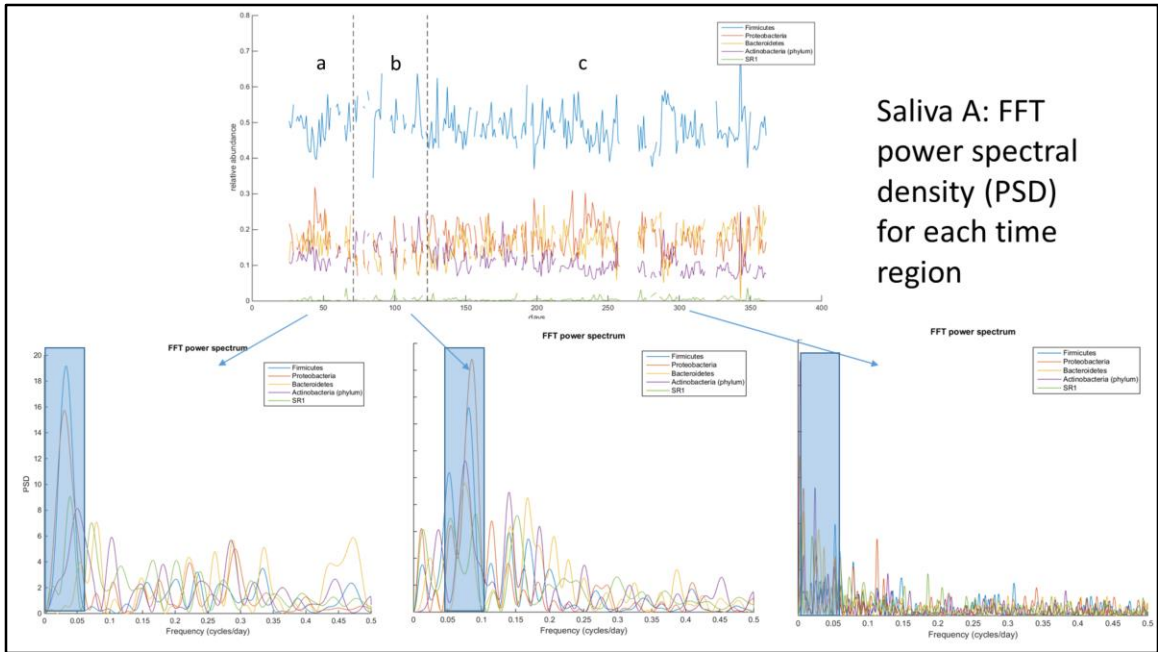 Firmicutes
Proteobacteria
Bacteroidetes
Actinobacteria (phylum)
SR1
a
b
c
0.8
0.7
0.6
0.5
0.4
0.3
0.2
0.1
0
relative abundance
0 50 100 150 200 250 300 350 400
days
Saliva A: FFT
power spectral
density (PSD)
for each time
region
FFT power spectrum
Firmicutes
Proteobacteria
Bacteroidetes
Actinobacteria (phylum)
SR1
20
18
16
14
12
10
8
6
4
2
0
PSD
0 0.05 0.1 0.15 0.2 0.25 0.3 0.35 0.4 0.45 0.5
Frequency (cycles/day)
FFT power spectrum
Firmicutes
Proteobacteria
Bacteroidetes
Actinobacteria (phylum)
SR1
0 0.05 0.1 0.15 0.2 0.25 0.3 0.35 0.4 0.45 0.5
Frequency (cycles/day)
FFT power spectrum
Firmicutes
Proteobacteria
Bacteroidetes
Actinobacteria (phylum)
SR1
0 0.05 0.1 0.15 0.2 0.25 0.3 0.35 0.4 0.45 0.5
Frequency (cycles/day)